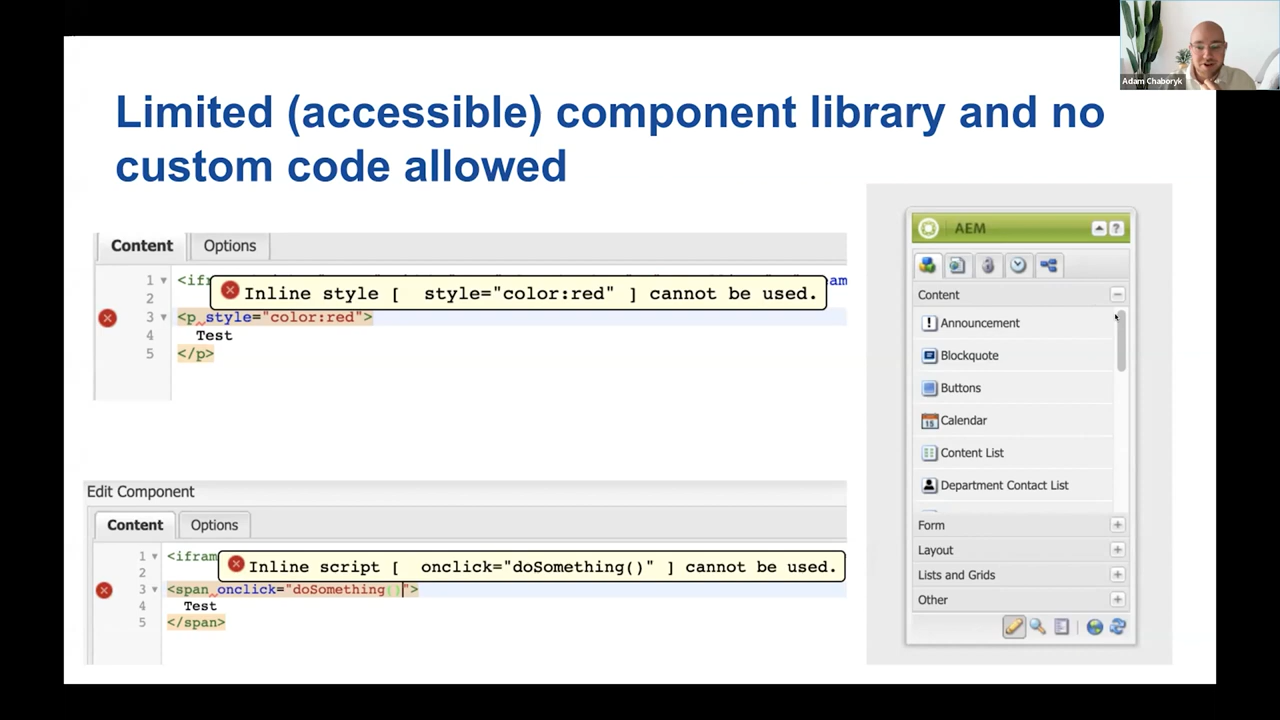 Adam Chaboryk
Limited (accessible) component library and no
custom code allowed
Content Options
1 <if am
Inline style [ style="color:red" ] cannot be used.
2
3 <p style="color:red">
4 Test
5 </p>
Edit Component
Content Options
1 <ifram
Inline script [ onclick="doSomething()" ] cannot be used.
2
3 <span onclick="doSomething()">
4 Test
5 </span>
AEM
Content
Announcement
Blockquote
Buttons
Calendar
Content List
Department Contact List
Form
Layout
Lists and Grids
Other